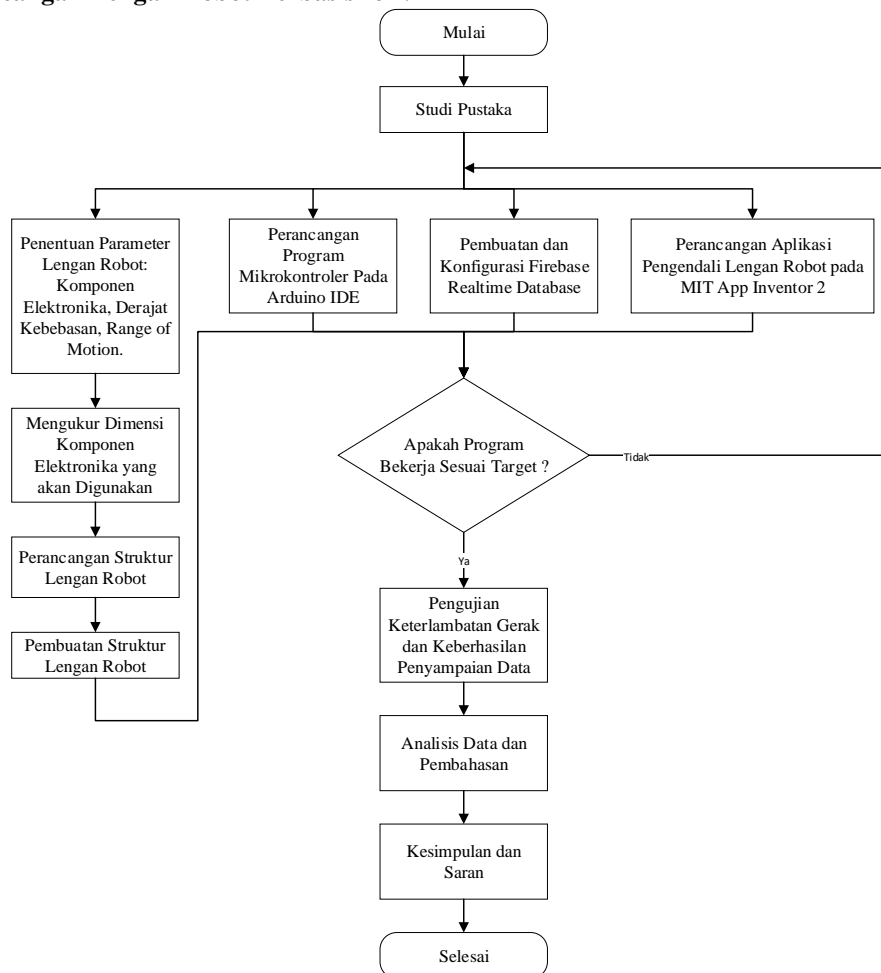 Mulai
Studi Pustaka
Penentuan Parameter
Lengan Robot:
Komponen
Elektronika, Derajat
Kebebasan, Range of
Motion.
Perancangan
Program
Mikrokontroler Pada
Arduino IDE
Pembuatan dan
Konfigurasi Firebase
Realtime Database
Perancangan Aplikasi
Pengendali Lengan Robot pada
MIT App Inventor 2
Mengukur Dimensi
Komponen
Elektronika yang
akan Digunakan
Perancangan Struktur
Lengan Robot
Pembuatan Struktur
Lengan Robot
Apakah Program
Bekerja Sesuai Target ?
Tidak
Ya
Pengujian
Keterlambatan Gerak
dan Keberhasilan
Penyampaian Data
Analisis Data dan
Pembahasan
Kesimpulan dan
Saran
Selesai